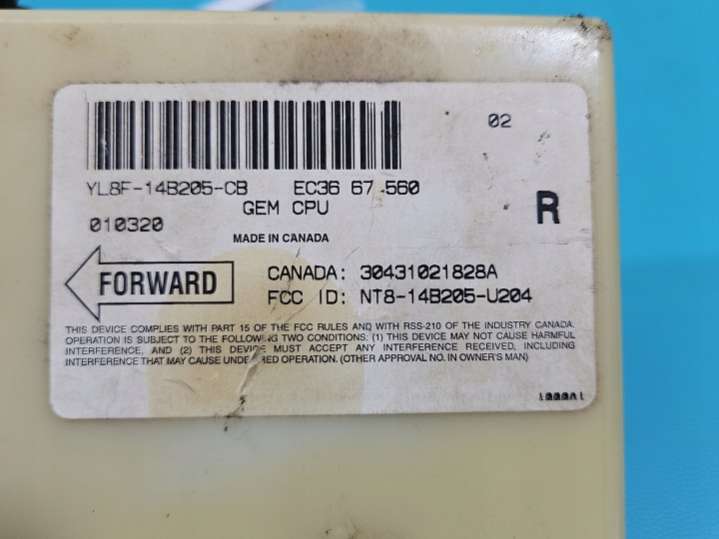 02
YL8F-14B205-CB EC36 67 560
GEM CPU
R
010320
MADE IN CANADA
FORWARD
CANADA: 30431021828A
FCC ID: NT8-14B205-U204
THIS DEVICE COMPLIES WITH PART 15 OF THE FCC RULES AND WITH RSS-210 OF THE INDUSTRY CANADA.
OPERATION IS SUBJECT TO THE FOLLOWING TWO CONDITIONS: (1) THIS DEVICE MAY NOT CAUSE HARMFUL
INTERFERENCE, AND (2) THIS DEVICE MUST ACCEPT ANY INTERFERENCE RECEIVED, INCLUDING
INTERFERENCE THAT MAY CAUSE UNDESIRED OPERATION. (OTHER APPROVAL NO. IN OWNER'S MAN)